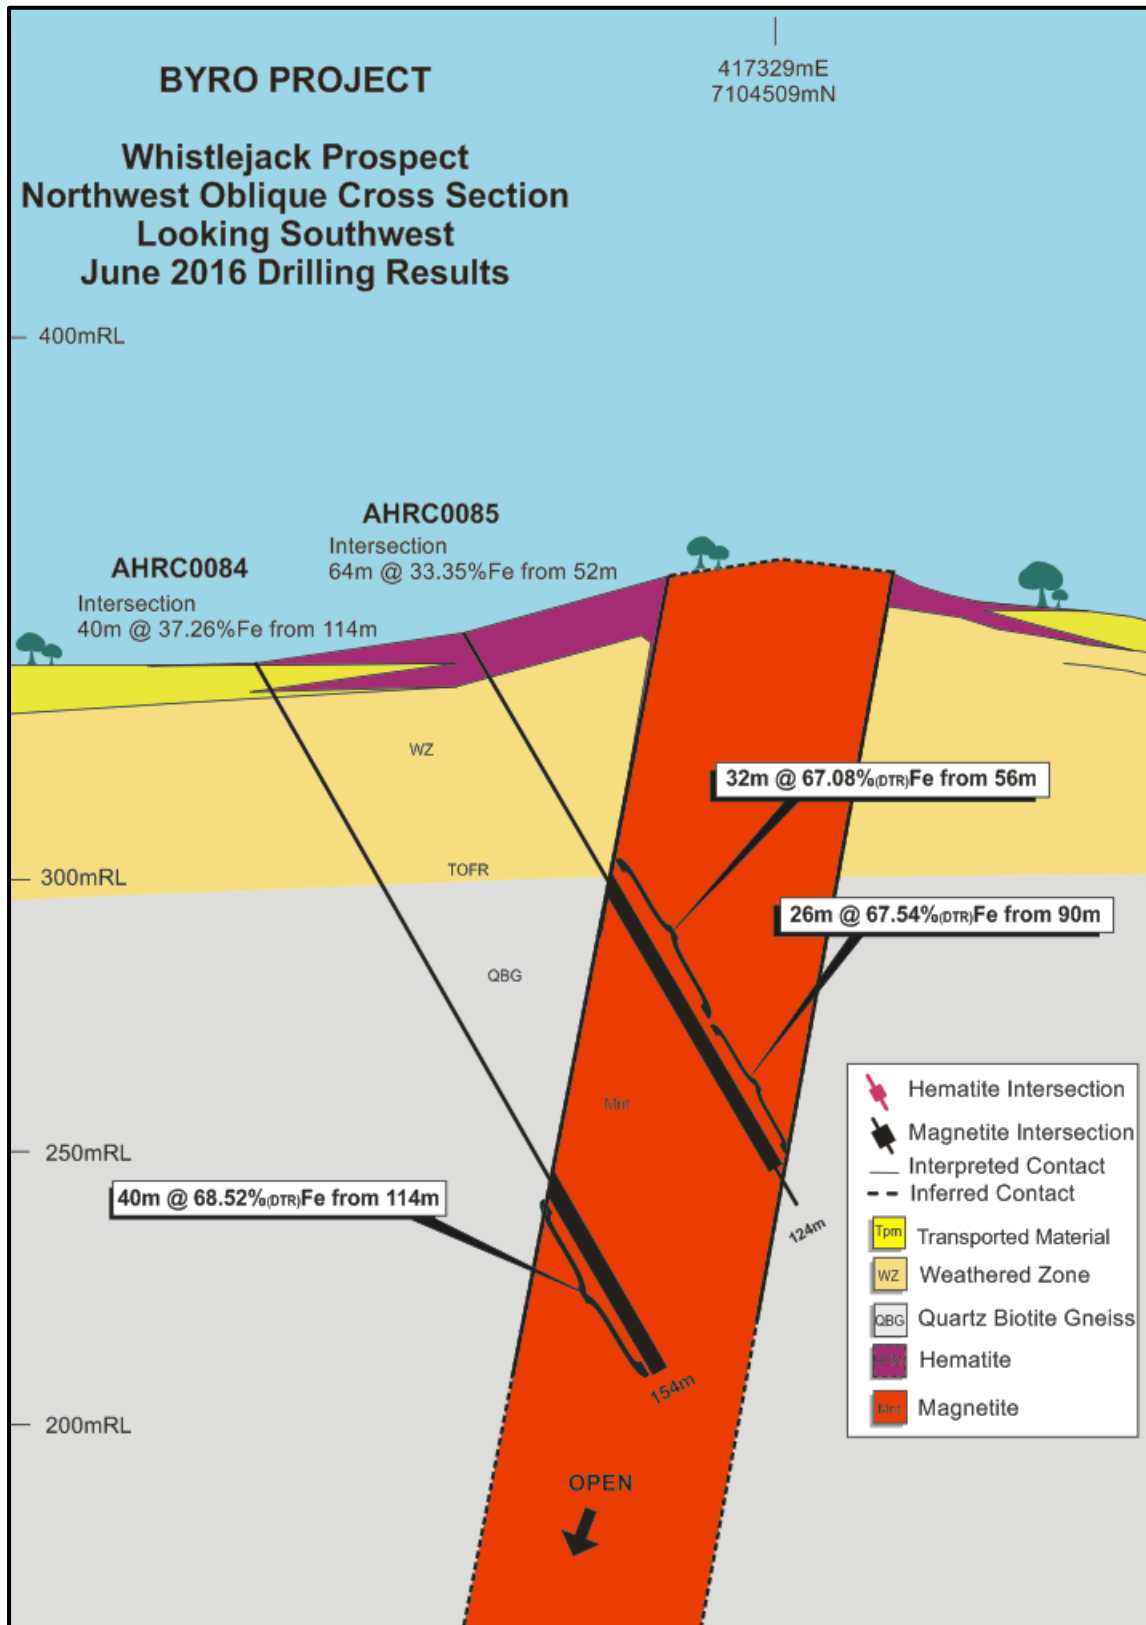 BYRO PROJECT
417329mE
7104509mN
Whistlejack Prospect
Northwest Oblique Cross Section
Looking Southwest
June 2016 Drilling Results
400mRL
AHRC0085
Intersection
64m @ 33.35%Fe from 52m
AHRC0084
Intersection
40m @ 37.26%Fe from 114m
WZ
32m @ 67.08%(DTR)Fe from 56m
TOFR
300mRL
26m @ 67.54%(DTR)Fe from 90m
QBG
Mnt
250mRL
40m @ 68.52%(DTR)Fe from 114m
124m
154m
200mRL
OPEN
Hematite Intersection
Magnetite Intersection
Interpreted Contact
Inferred Contact
Tpm Transported Material
WZ Weathered Zone
QBG Quartz Biotite Gneiss
Hematite
Mnt Magnetite